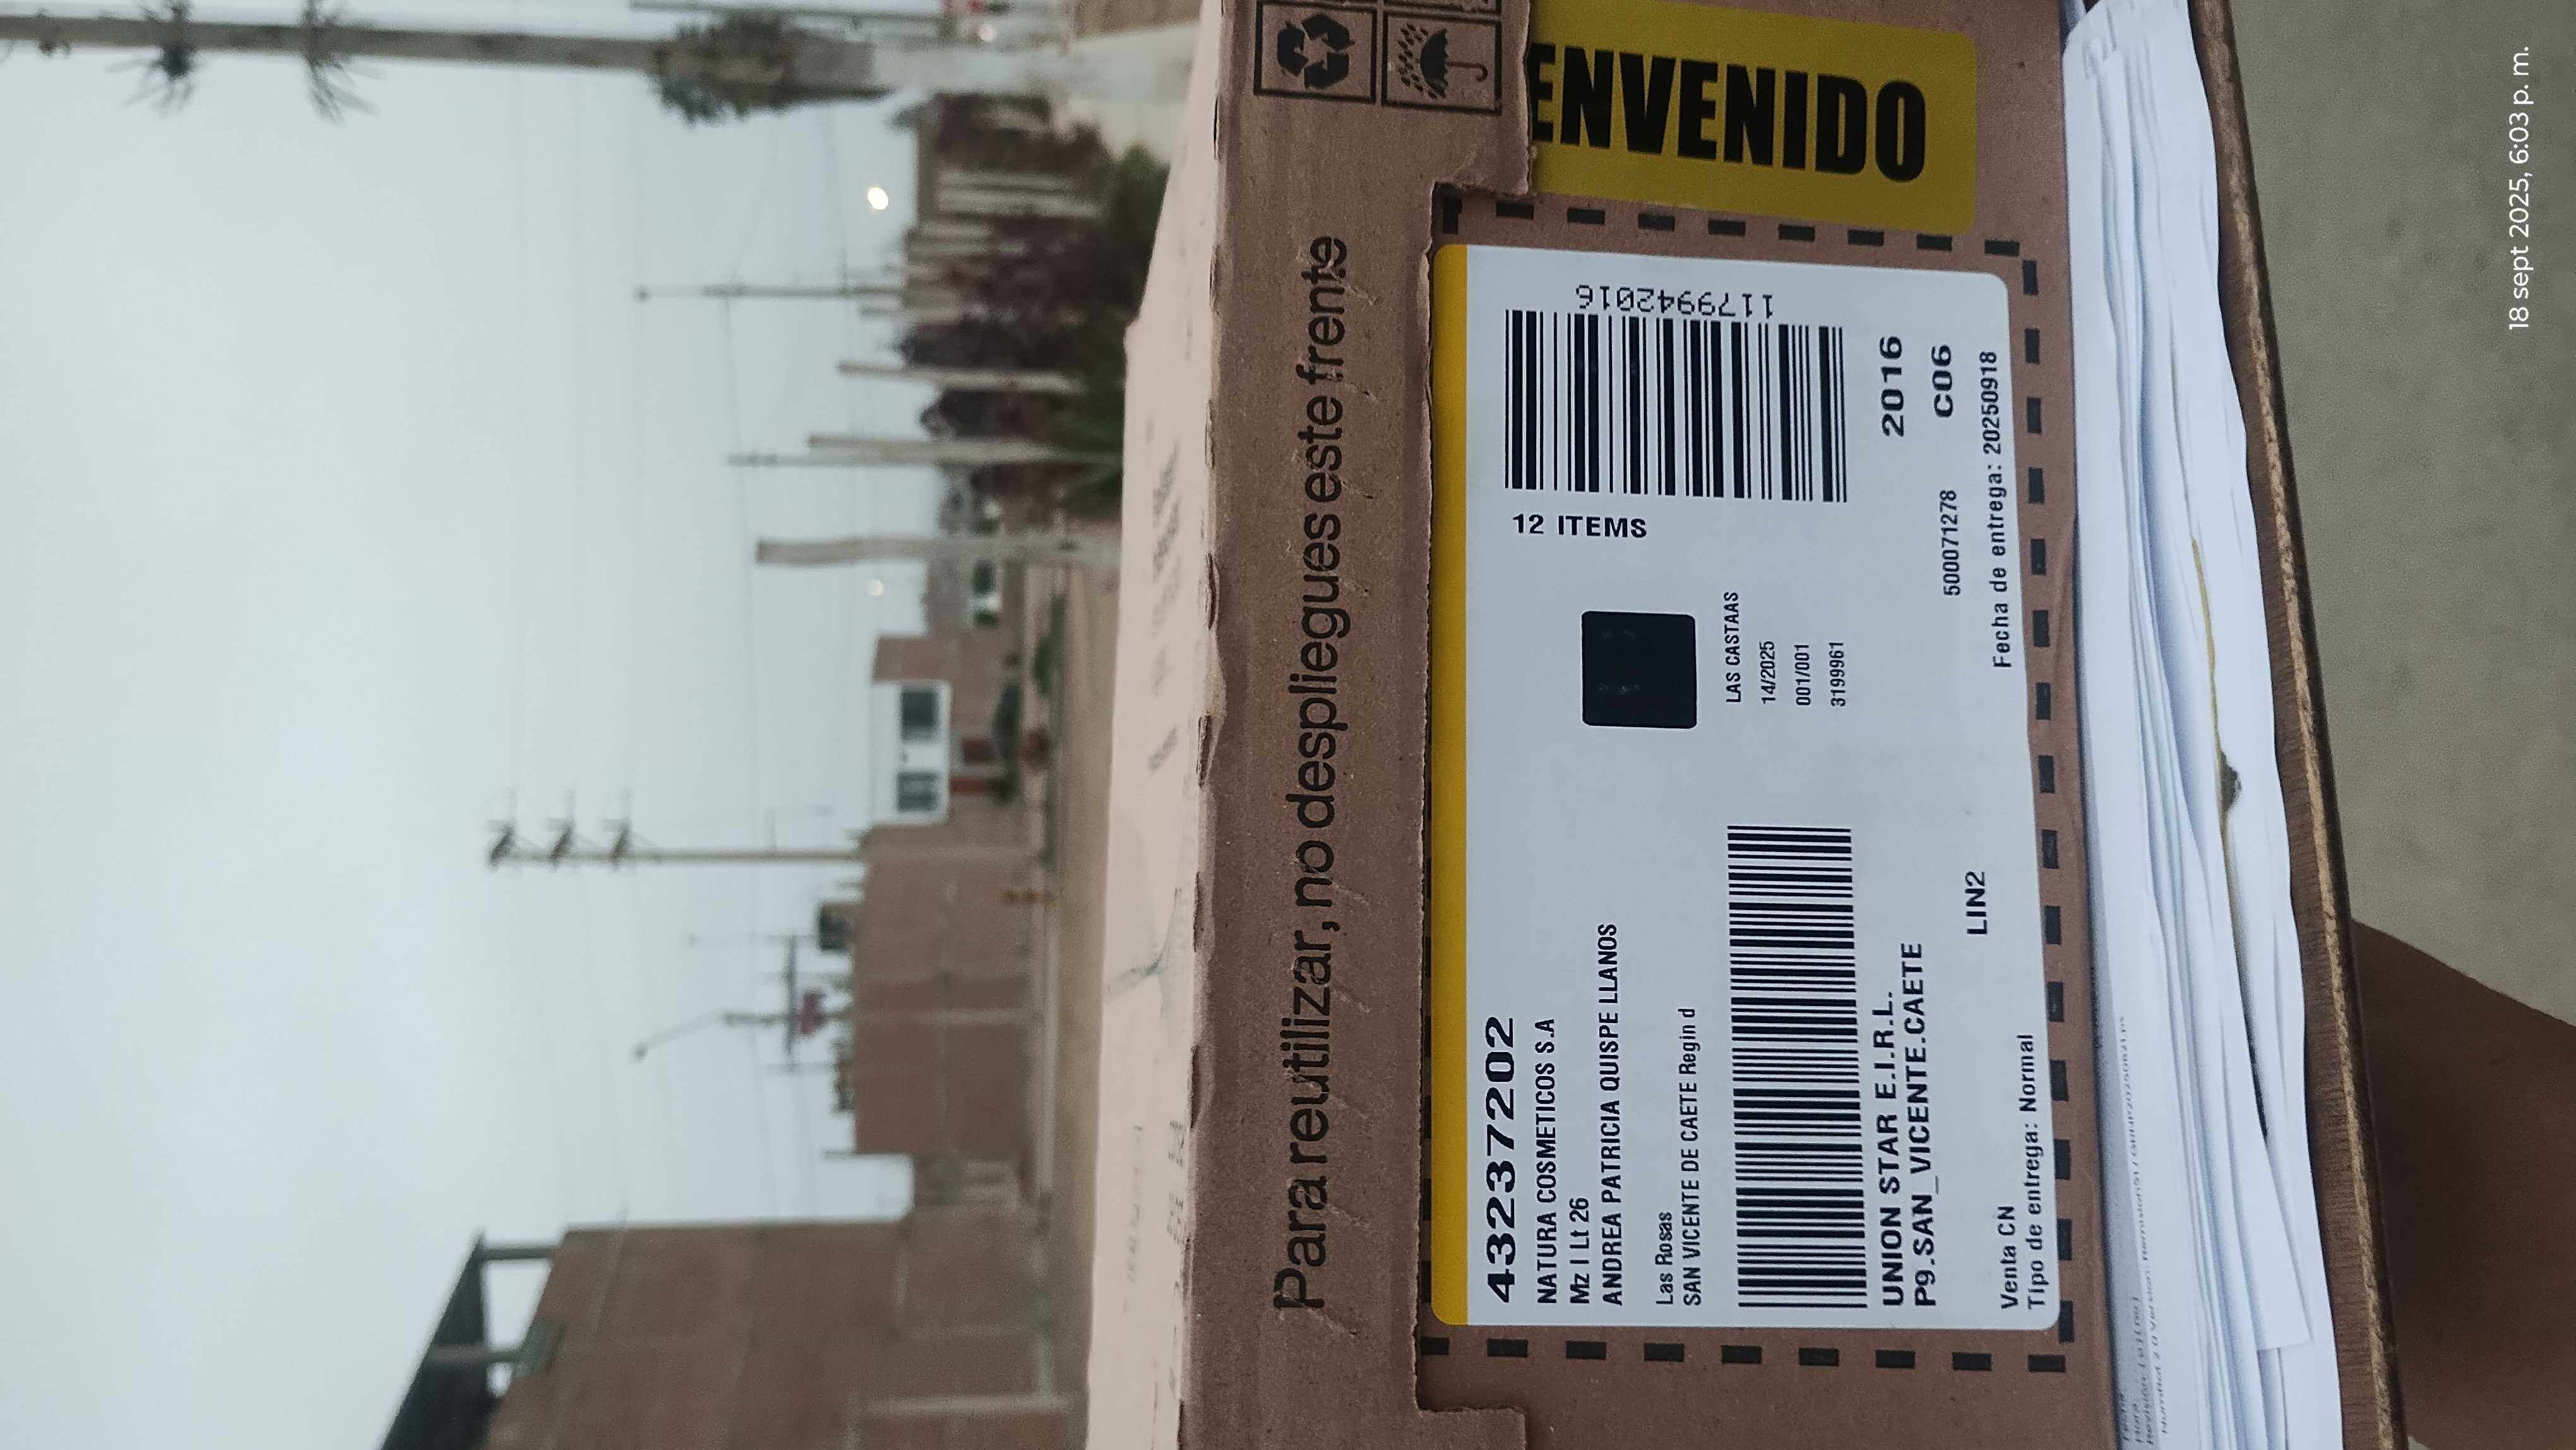 Para reutilizar, no despliegues este frente
ENVENIDO
43237202
NATURA COSMETICOS S.A
Mz I Lt 26
ANDREA PATRICIA QUISPE LLANOS
Las Rosas
SAN VICENTE DE CAETE Regin d
UNION STAR E.I.R.L.
P9.SAN_VICENTE.CAETE
LIN2
Venta CN
Tipo de entrega: Normal
12 ITEMS
1179942016
LAS CASTAAS
14/2025
001/001
3199961
2016
C06
500071278
Fecha de entrega: 20250918
18 sept 2025, 6:03 p. m.